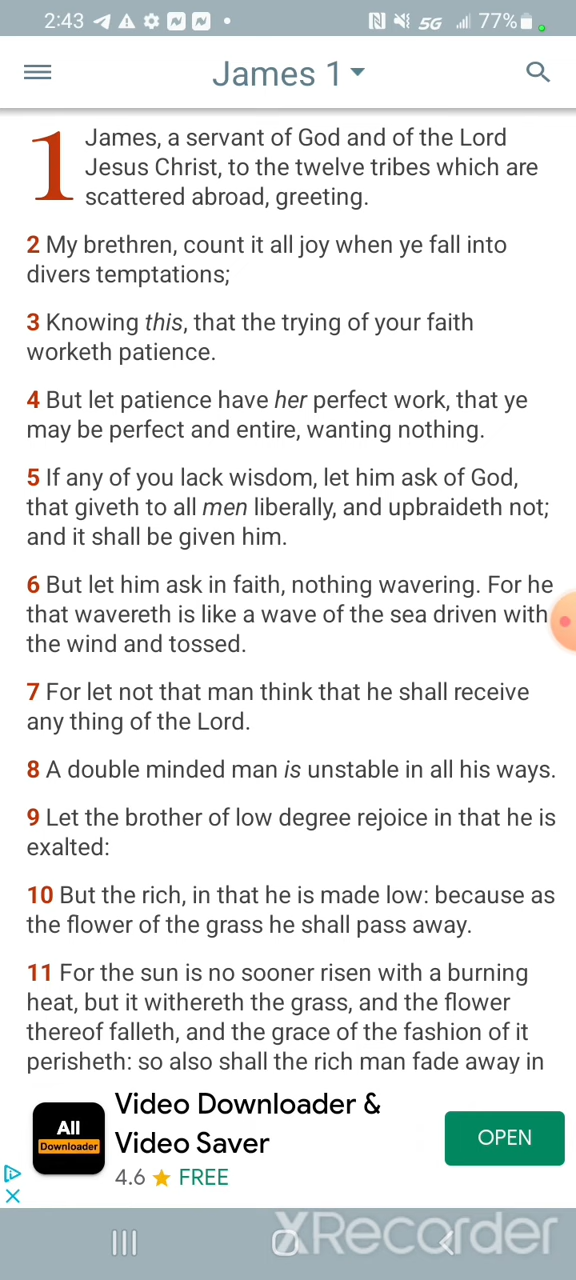 2:43
5G
77%
James 1
1 James, a servant of God and of the Lord
Jesus Christ, to the twelve tribes which are
scattered abroad, greeting.
2 My brethren, count it all joy when ye fall into
divers temptations;
3 Knowing this, that the trying of your faith
worketh patience.
4 But let patience have her perfect work, that ye
may be perfect and entire, wanting nothing.
5 If any of you lack wisdom, let him ask of God,
that giveth to all men liberally, and upbraideth not;
and it shall be given him.
6 But let him ask in faith, nothing wavering. For he
that wavereth is like a wave of the sea driven with
the wind and tossed.
7 For let not that man think that he shall receive
any thing of the Lord.
8 A double minded man is unstable in all his ways.
9 Let the brother of low degree rejoice in that he is
exalted:
10 But the rich, in that he is made low: because as
the flower of the grass he shall pass away.
11 For the sun is no sooner risen with a burning
heat, but it withereth the grass, and the flower
thereof falleth, and the grace of the fashion of it
perisheth: so also shall the rich man fade away in
All
Downloader
Video Downloader &
Video Saver
4.6 ★ FREE
OPEN
XRecorder